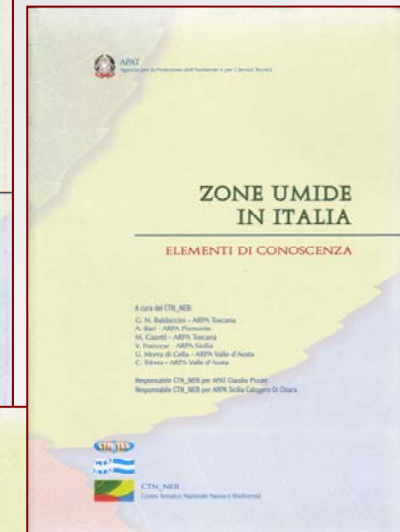 APAT
Agenzia per la Protezione dell'Ambiente e per i Servizi Tecnici
ZONE UMIDE
IN ITALIA
ELEMENTI DI CONOSCENZA
A cura del CTN_NEB:
G. N. Baldaccini - ARPA Toscana
A. Bari - ARPA Piemonte
M. Casotti - ARPA Toscana
V. Francese - ARPA Sicilia
U. Morra di Cella - ARPA Valle d'Aosta
C. - ARPA Valle d'Aosta
Responsabile CTN_NEB per APAT Claudio Piccini
Responsabile CTN_NEB per ARPA Sicilia Calogero Di Chiara
CTN_NEB
Centro Tematico Nazionale Natura e Biodiversità